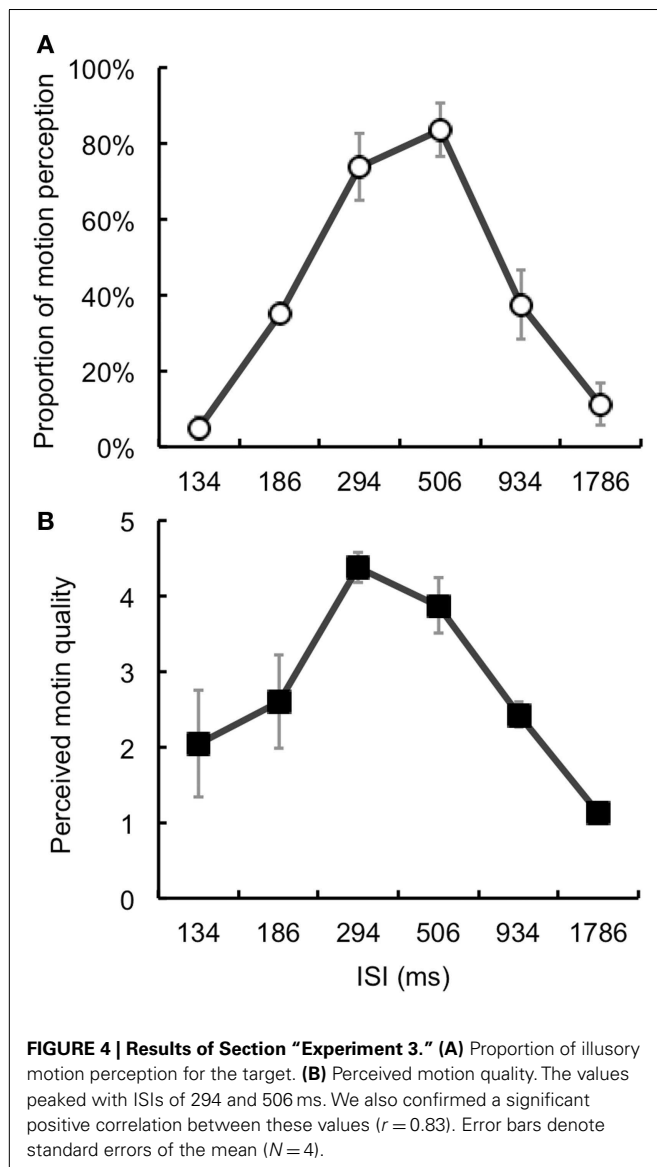 A
100%
80%
60%
40%
20%
0%
Proportion of motion perception
134 186 294 506 934 1786
B
5
4
3
2
1
0
Perceived motin quality
134 186 294 506 934 1786
ISI (ms)
FIGURE 4 | Results of Section “Experiment 3.” (A) Proportion of illusory
motion perception for the target. (B) Perceived motion quality. The values
peaked with ISIs of 294 and 506 ms. We also confirmed a significant
positive correlation between these values (r = 0.83). Error bars denote
standard errors of the mean (N = 4).